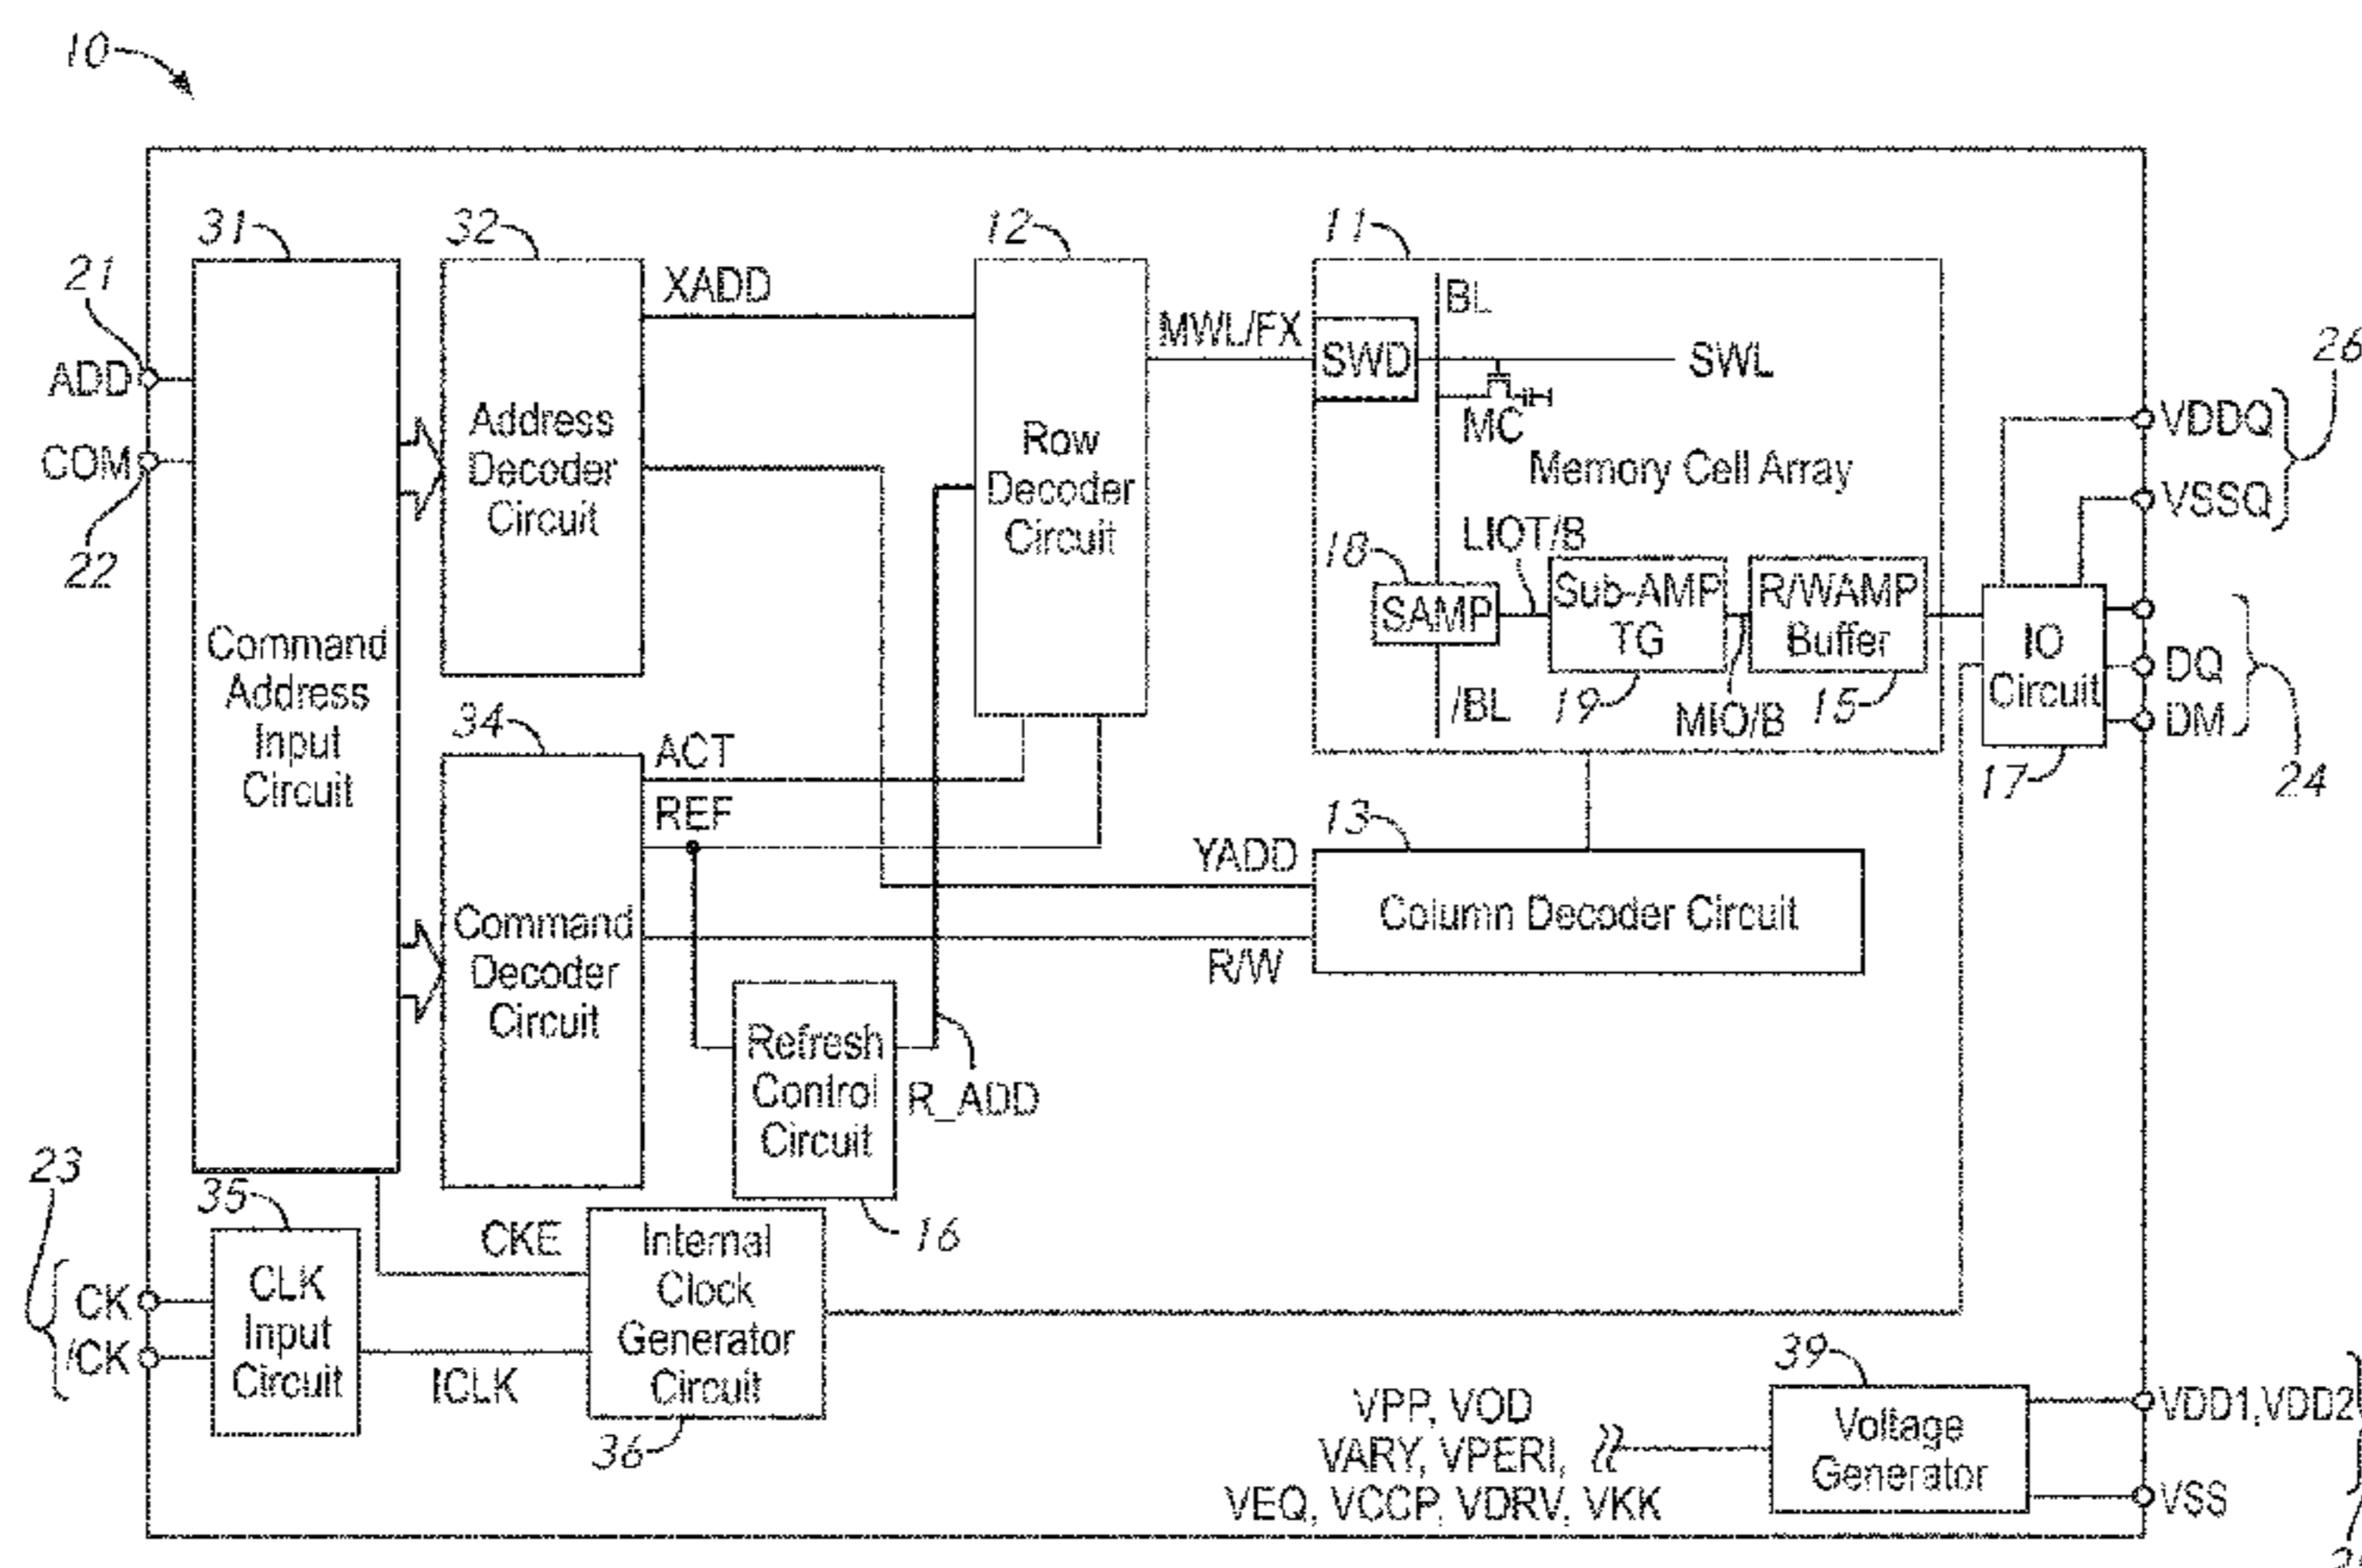 10
31
32
12
11
21
ADD
COM
22
Command
Address
Input
Circuit
Address
Decoder
Circuit
XADD
Row
Decoder
Circuit
MWL/FX
SWD
BL
SWL
MC
Memory Cell Array
LIOT/B
18
SAMP
Sub-AMP
TG
R/WAMP
Buffer
/BL
19
MIO/B
15
IO
Circuit
17
VDDQ
VSSQ
26
DQ
DM
24
34
ACT
REF
Command
Decoder
Circuit
YADD
R/W
13
Column Decoder Circuit
Refresh
Control
Circuit
R_ADD
16
23
35
CK
/CK
CLK
Input
Circuit
CKE
ICLK
Internal
Clock
Generator
Circuit
36
VPP, VOD
VARY, VPERI,
VEQ, VCCP, VDRV, VKK
39
Voltage
Generator
VDD1,VDD2
VSS